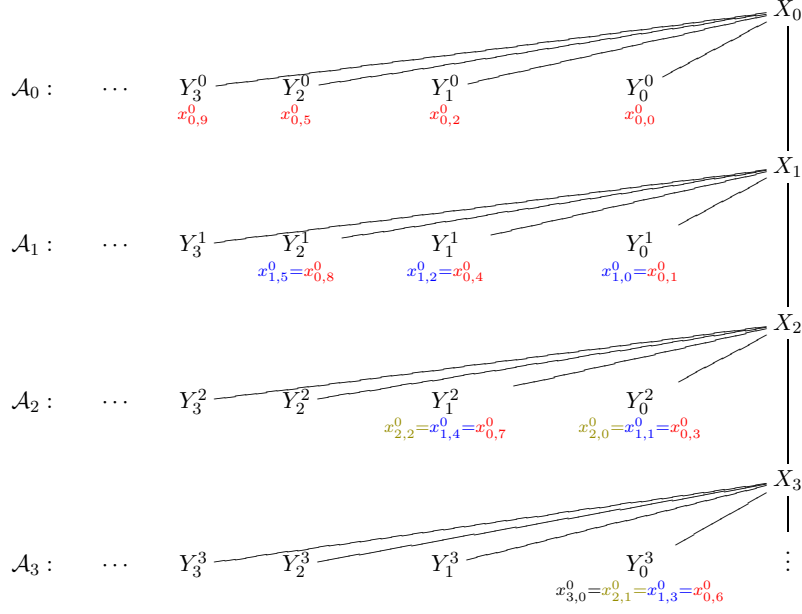 X_0
𝒜_0 : ⋯ Y_3^0 Y_2^0 Y_1^0 Y_0^0
x_{0,9}^0 x_{0,5}^0 x_{0,2}^0 x_{0,0}^0
X_1
𝒜_1 : ⋯ Y_3^1 Y_2^1 Y_1^1 Y_0^1
x_{1,5}^0=x_{0,8}^0 x_{1,2}^0=x_{0,4}^0 x_{1,0}^0=x_{0,1}^0
X_2
𝒜_2 : ⋯ Y_3^2 Y_2^2 Y_1^2 Y_0^2
x_{2,2}^0=x_{1,4}^0=x_{0,7}^0 x_{2,0}^0=x_{1,1}^0=x_{0,3}^0
X_3
𝒜_3 : ⋯ Y_3^3 Y_2^3 Y_1^3 Y_0^3 ⋮
x_{3,0}^0=x_{2,1}^0=x_{1,3}^0=x_{0,6}^0